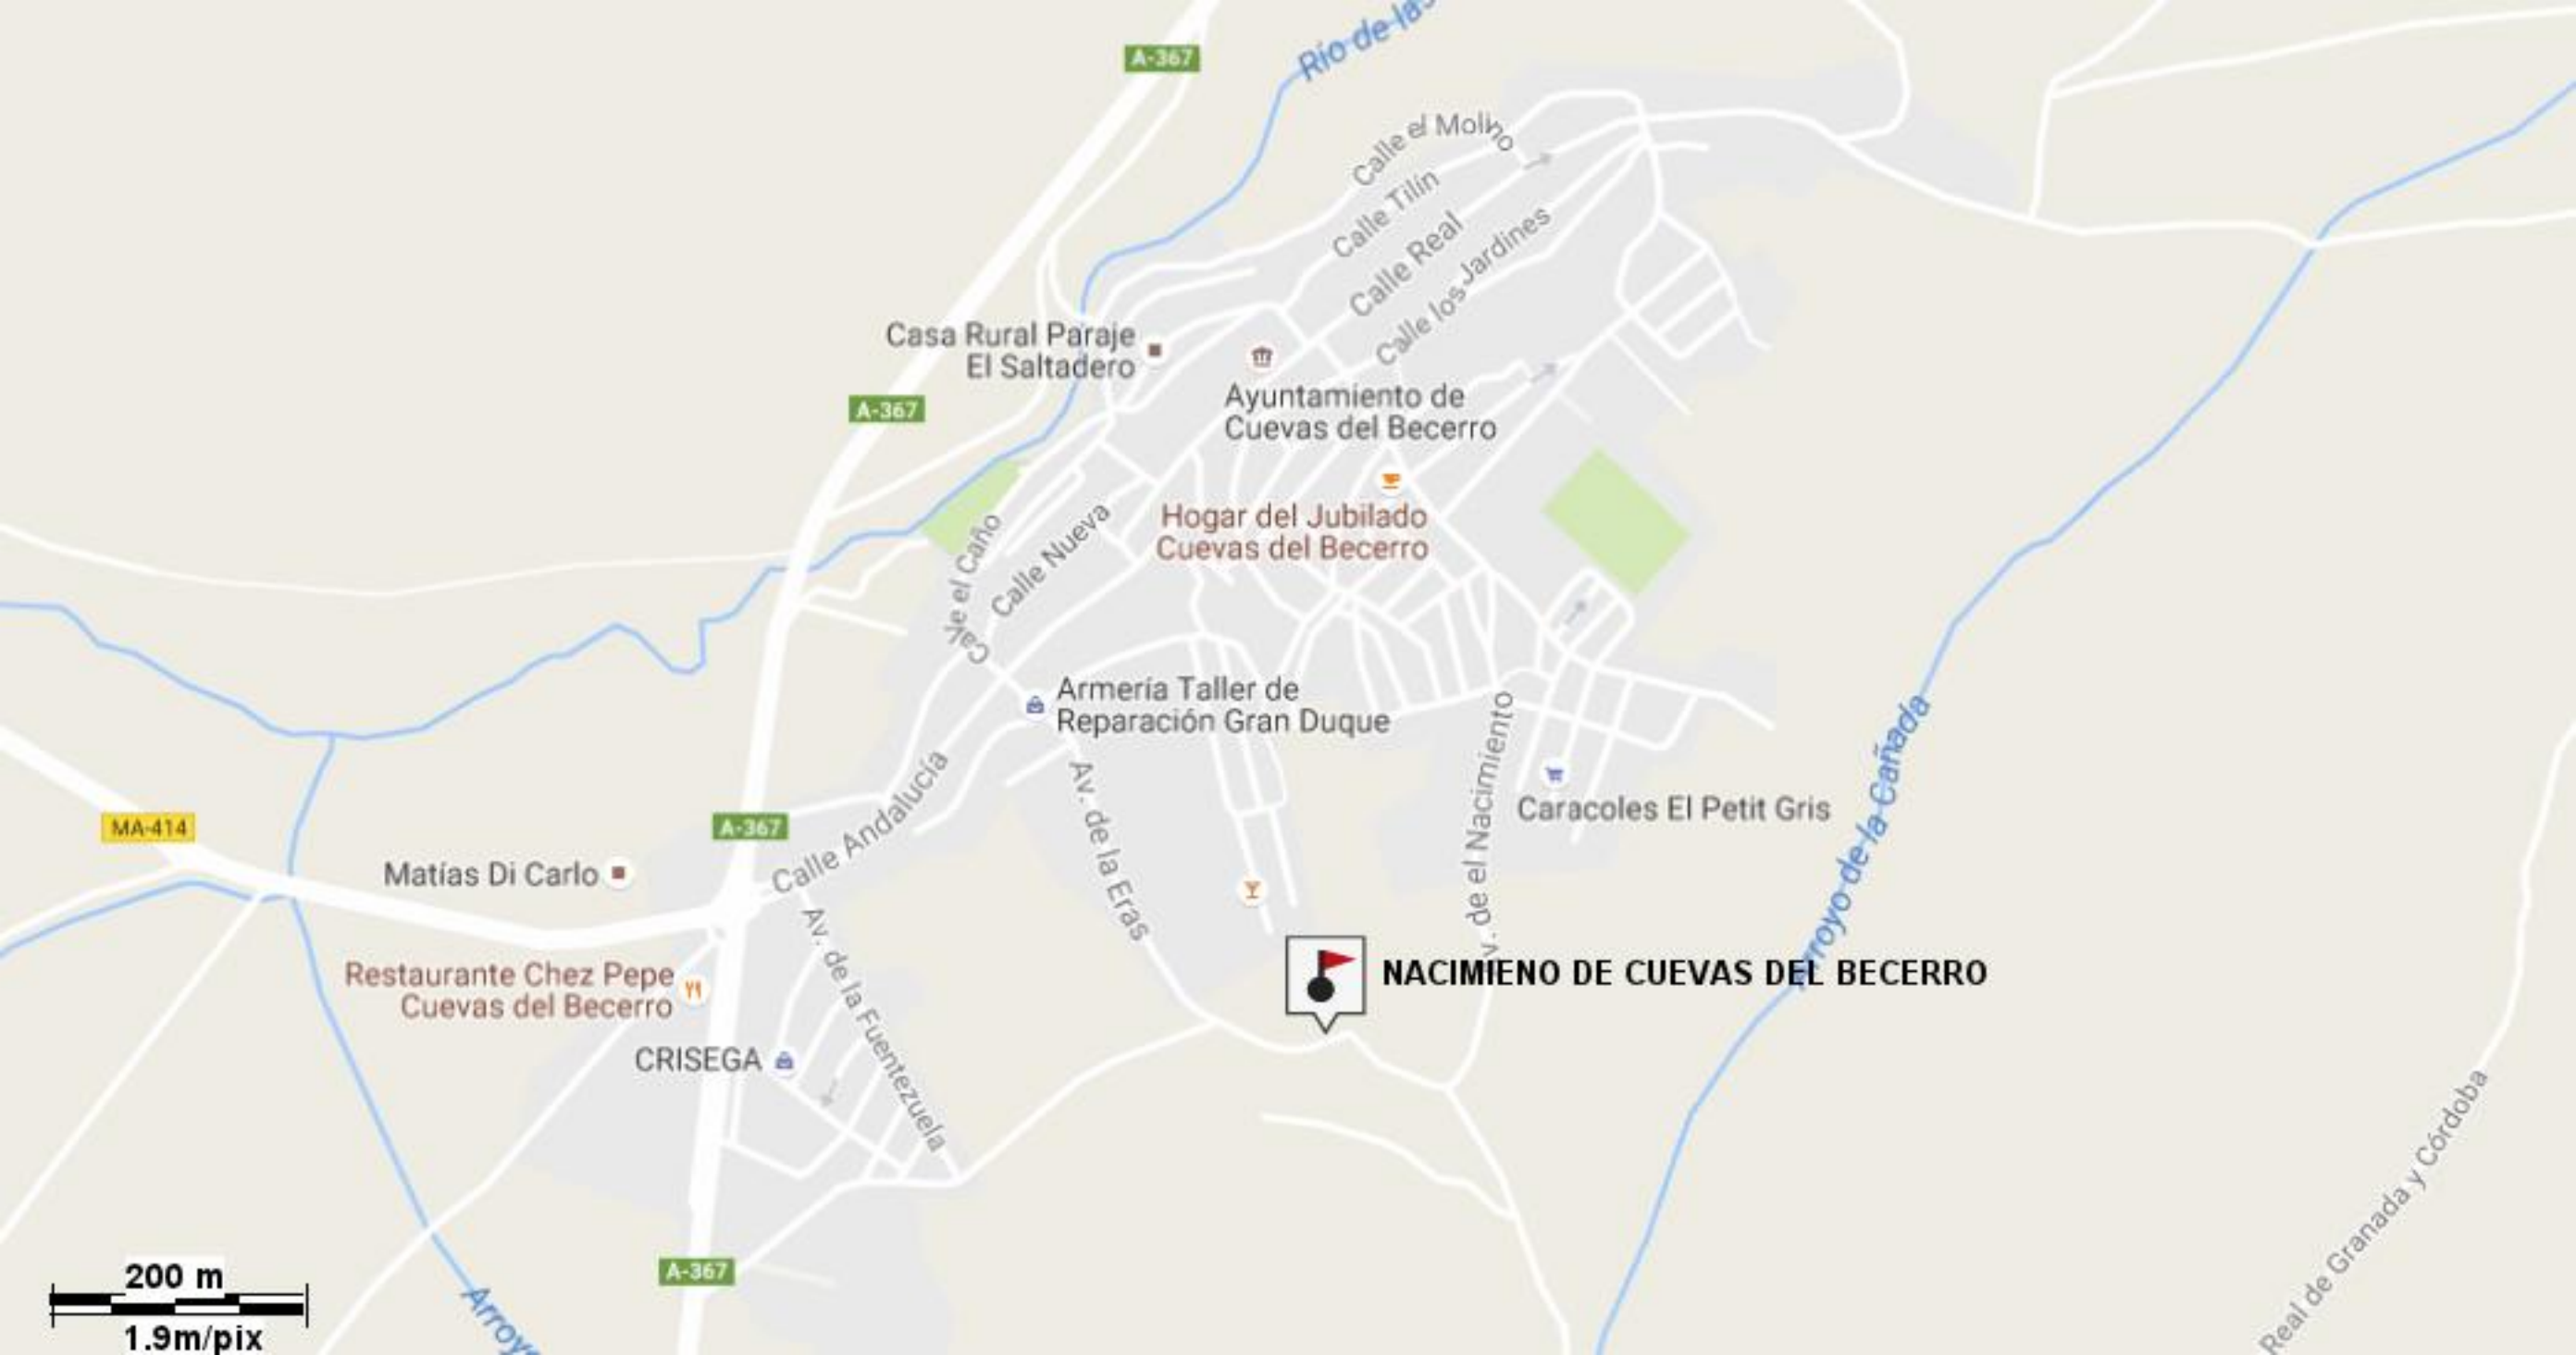 A-367
Río de las
Calle el Molino
Calle Tilín
Calle Real
Calle los Jardines
Casa Rural Paraje
El Saltadero
A-367
Ayuntamiento de
Cuevas del Becerro
Hogar del Jubilado
Cuevas del Becerro
Calle el Caño
Calle Nueva
Armería Taller de
Reparación Gran Duque
Av. de la Eras
Av. de el Nacimiento
Caracoles El Petit Gris
Arroyo de la Cañada
MA-414
A-367
Calle Andalucía
Matías Di Carlo
Av. de la Fuentezuela
Restaurante Chez Pepe
Cuevas del Becerro
NACIMIENO DE CUEVAS DEL BECERRO
CRISEGA
Real de Granada y Córdoba
A-367
200 m
1.9m/pix
Arroyo